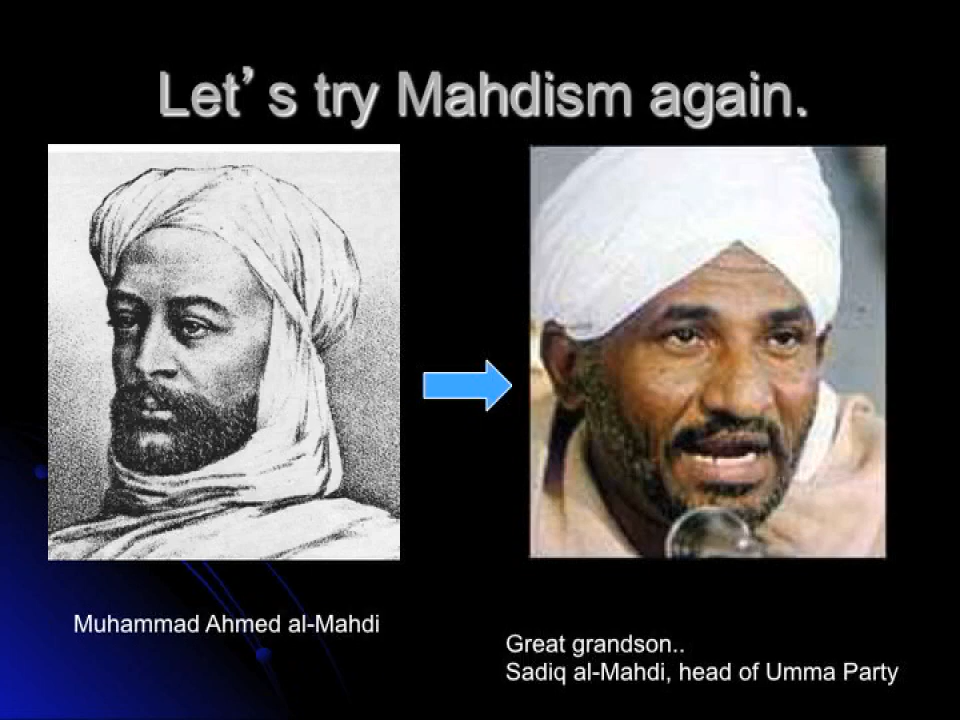 Let’s try Mahdism again.
Muhammad Ahmed al-Mahdi
Great grandson..
Sadiq al-Mahdi, head of Umma Party